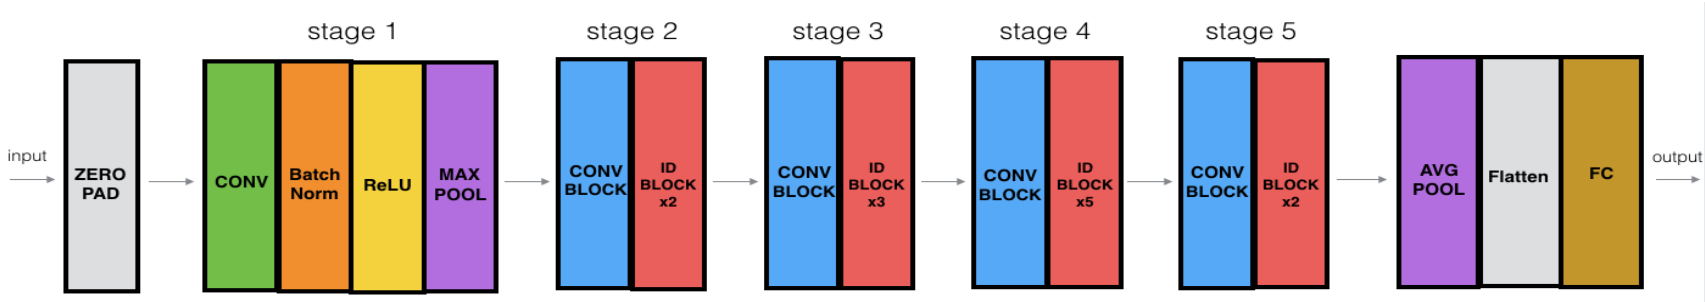 stage 1
stage 2
stage 3
stage 4
stage 5
input
ZERO
PAD
CONV
Batch
Norm
ReLU
MAX
POOL
CONV
BLOCK
ID
BLOCK
x2
CONV
BLOCK
ID
BLOCK
x3
CONV
BLOCK
ID
BLOCK
x5
CONV
BLOCK
ID
BLOCK
x2
AVG
POOL
Flatten
FC
output